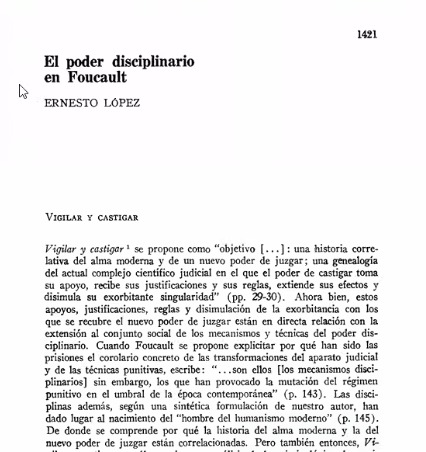 1421
El poder disciplinario
en Foucault
ERNESTO LÓPEZ
VIGILAR Y CASTIGAR
Vigilar y castigar¹ se propone como "objetivo [...]: una historia corre-
lativa del alma moderna y de un nuevo poder de juzgar; una genealogía
del actual complejo científico judicial en el que el poder de castigar toma
su apoyo, recibe sus justificaciones y sus reglas, extiende sus efectos y
disimula su exorbitante singularidad" (pp. 29-30). Ahora bien, estos
apoyos, justificaciones, reglas y disimulación de la exorbitancia con los
que se recubre el nuevo poder de juzgar están en directa relación con la
extensión al conjunto social de los mecanismos y técnicas del poder dis-
ciplinario. Cuando Foucault se propone explicitar por qué han sido las
prisiones el corolario concreto de las transformaciones del aparato judicial
y de las técnicas punitivas, escribe: "...son ellos [los mecanismos disci-
plinarios] sin embargo, los que han provocado la mutación del régimen
punitivo en el umbral de la época contemporánea" (p. 143). Las disci-
plinas además, según una sintética formulación de nuestro autor, han
dado lugar al nacimiento del "hombre del humanismo moderno" (p. 145).
De donde se comprende por qué la historia del alma moderna y la del
nuevo poder de juzgar están correlacionadas. Pero también entonces, Vi-